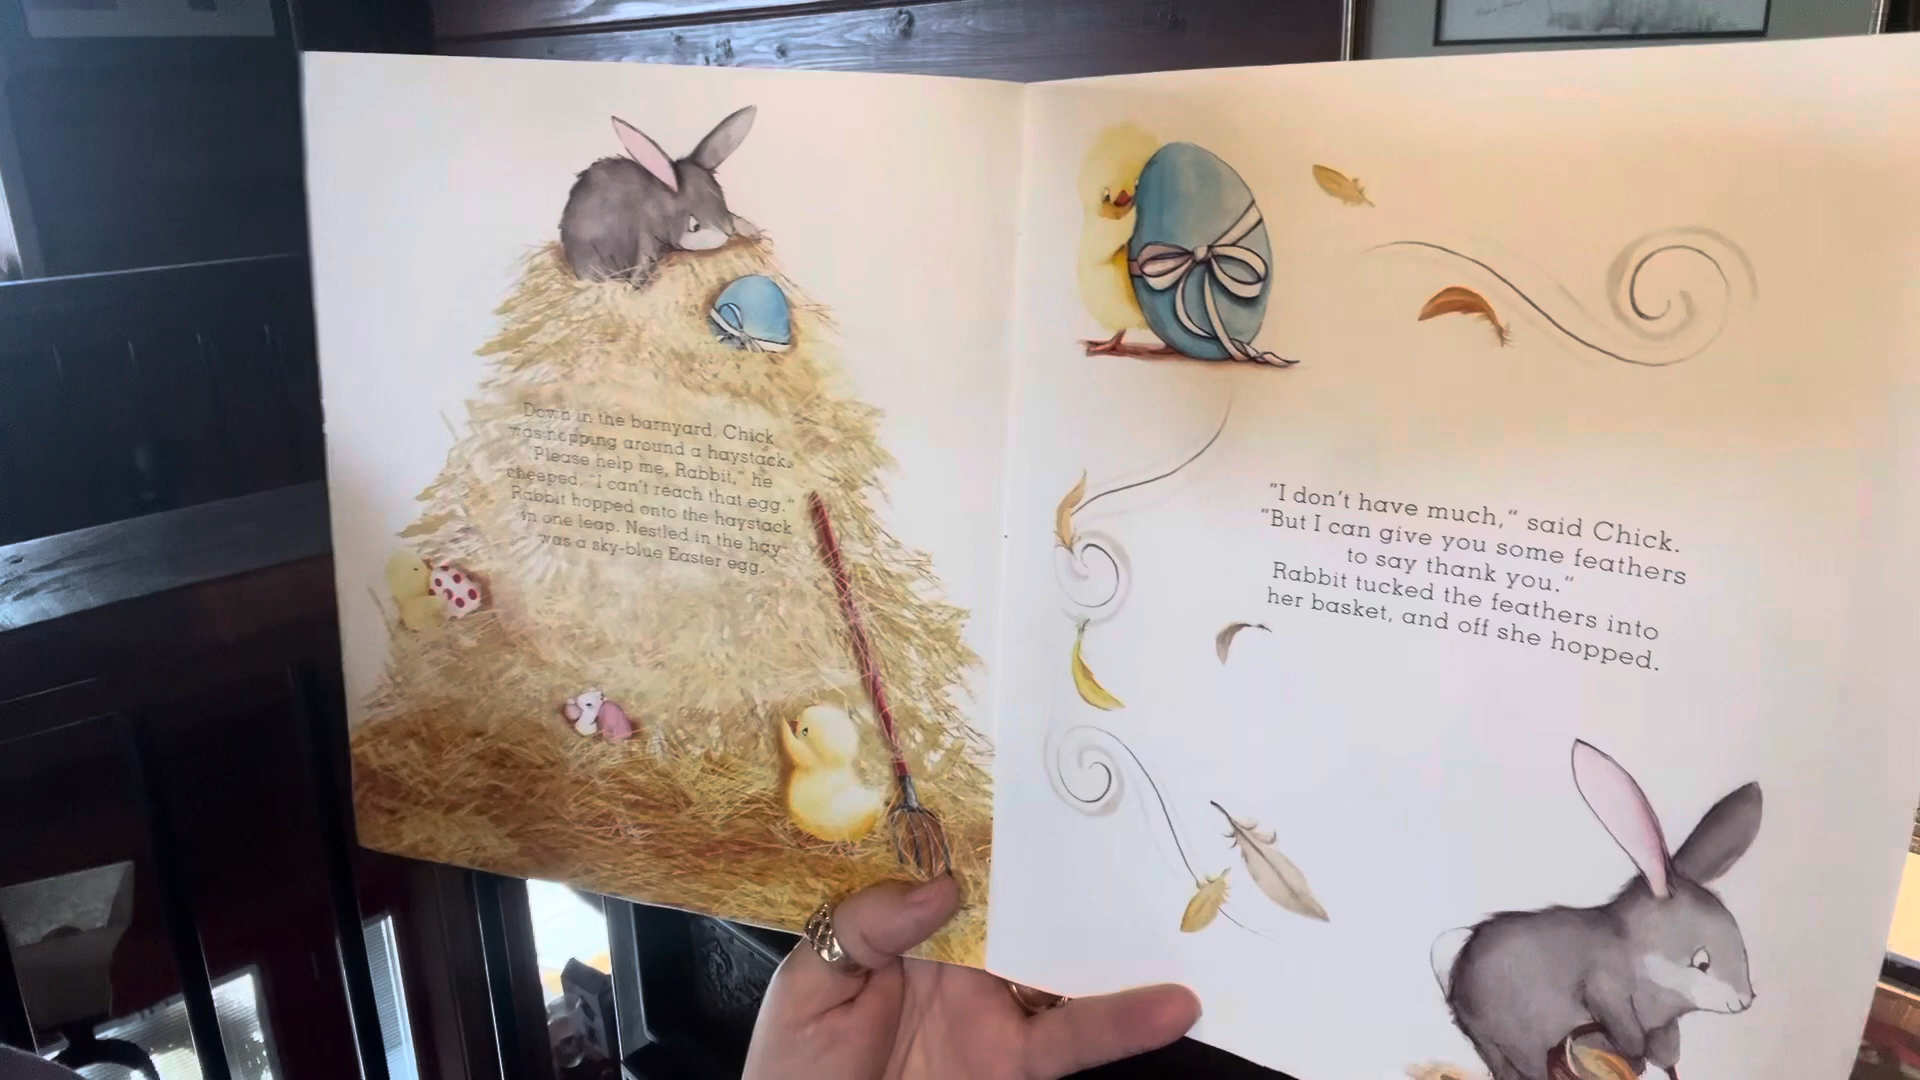 Down in the barnyard, Chick
was hopping around a haystack.
"Please help me, Rabbit," he
cheeped. "I can't reach that egg."
Rabbit hopped onto the haystack
in one leap. Nestled in the hay
was a sky-blue Easter egg.
"I don't have much," said Chick.
"But I can give you some feathers
to say thank you."
Rabbit tucked the feathers into
her basket, and off she hopped.